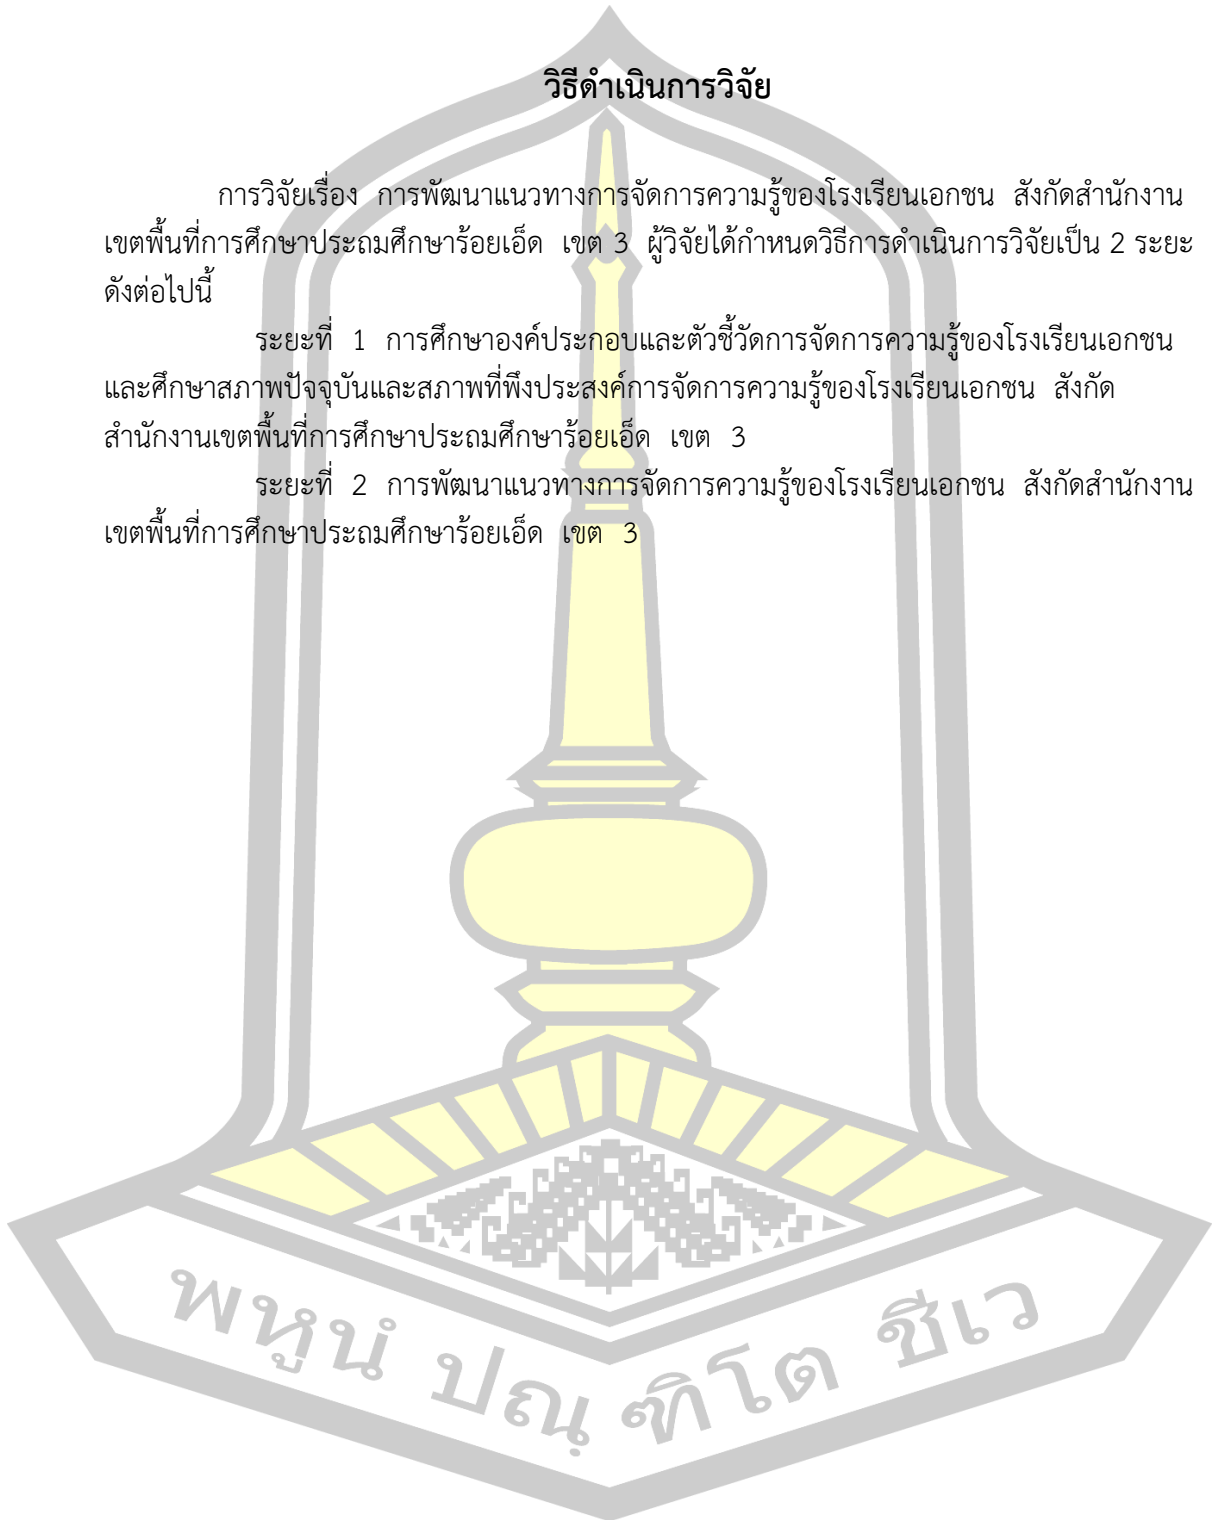 วิธีดำเนินการวิจัย
การวิจัยเรื่อง การพัฒนาแนวทางการจัดการความรู้ของโรงเรียนเอกชน สังกัดสำนักงาน
เขตพื้นที่การศึกษาประถมศึกษาร้อยเอ็ด เขต 3 ผู้วิจัยได้กำหนดวิธีการดำเนินการวิจัยเป็น 2 ระยะ
ดังต่อไปนี้
ระยะที่ 1 การศึกษาองค์ประกอบและตัวชี้วัดการจัดการความรู้ของโรงเรียนเอกชน
และศึกษาสภาพปัจจุบันและสภาพที่พึงประสงค์การจัดการความรู้ของโรงเรียนเอกชน สังกัด
สำนักงานเขตพื้นที่การศึกษาประถมศึกษาร้อยเอ็ด เขต 3
ระยะที่ 2 การพัฒนาแนวทางการจัดการความรู้ของโรงเรียนเอกชน สังกัดสำนักงาน
เขตพื้นที่การศึกษาประถมศึกษาร้อยเอ็ด เขต 3
พหูนํ ปณฺฑิโต ชีเว